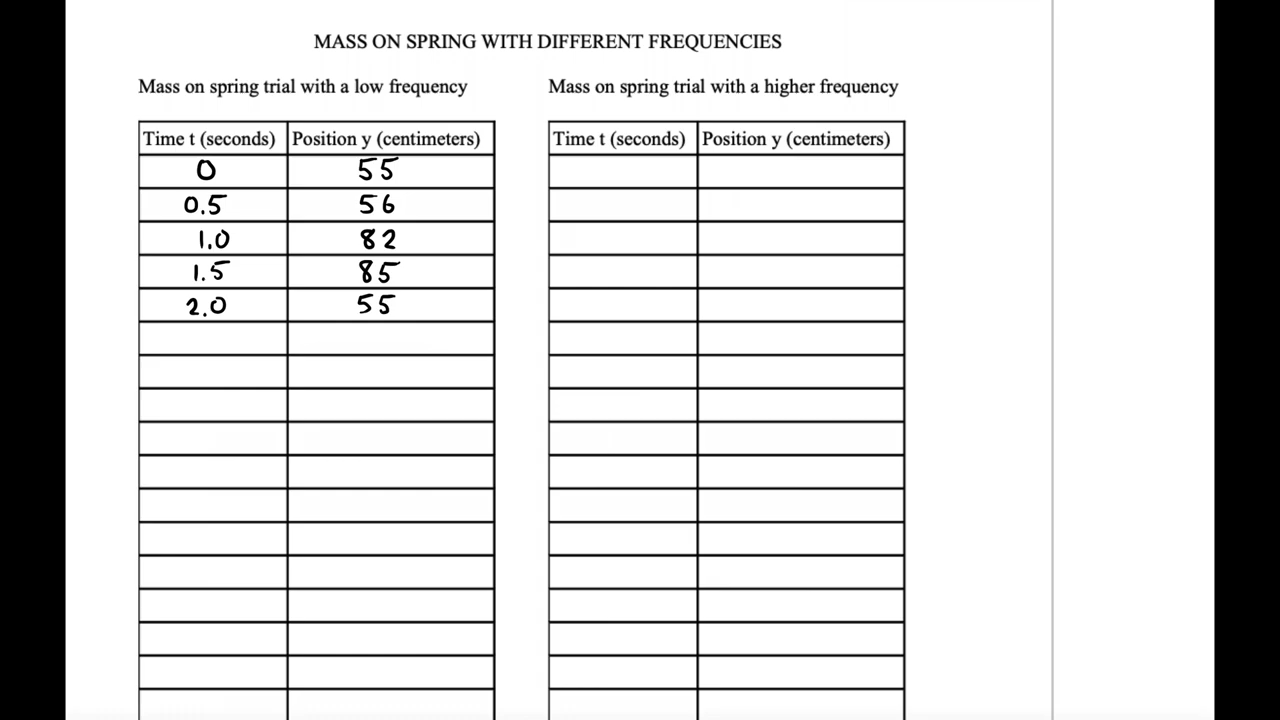 MASS ON SPRING WITH DIFFERENT FREQUENCIES
Mass on spring trial with a low frequency
Time t (seconds) Position y (centimeters)
0 55
0.5 56
1.0 82
1.5 85
2.0 55
Mass on spring trial with a higher frequency
Time t (seconds) Position y (centimeters)